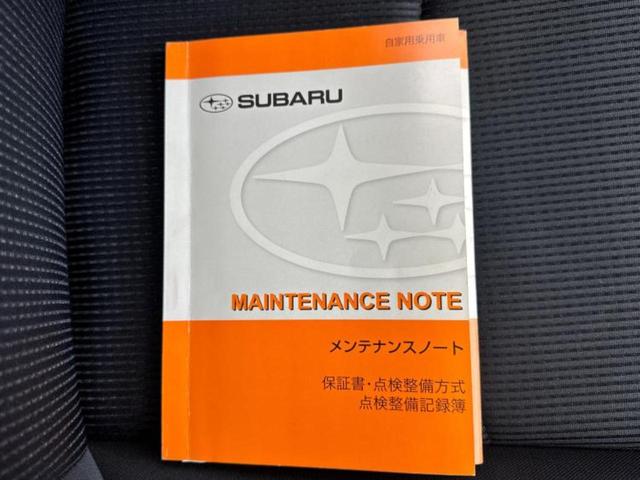 自家用乗用車
SUBARU
MAINTENANCE NOTE
メンテナンスノート
保証書・点検整備方式
点検整備記録簿